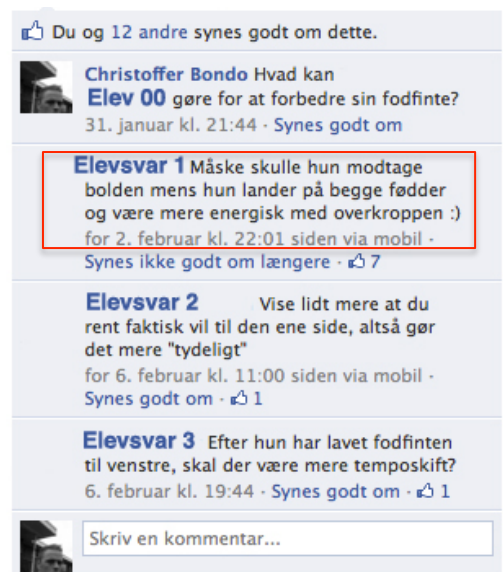 Du og 12 andre synes godt om dette.
Christoffer Bondo Hvad kan
Elev 00 gøre for at forbedre sin fodfinte?
31. januar kl. 21:44 · Synes godt om
Elevsvar 1 Måske skulle hun modtage
bolden mens hun lander på begge fødder
og være mere energisk med overkroppen :)
for 2. februar kl. 22:01 siden via mobil ·
Synes ikke godt om længere · 7
Elevsvar 2 Vise lidt mere at du
rent faktisk vil til den ene side, altså gør
det mere "tydeligt"
for 6. februar kl. 11:00 siden via mobil ·
Synes godt om · 1
Elevsvar 3 Efter hun har lavet fodfinten
til venstre, skal der være mere temposkift?
6. februar kl. 19:44 · Synes godt om · 1
Skriv en kommentar...